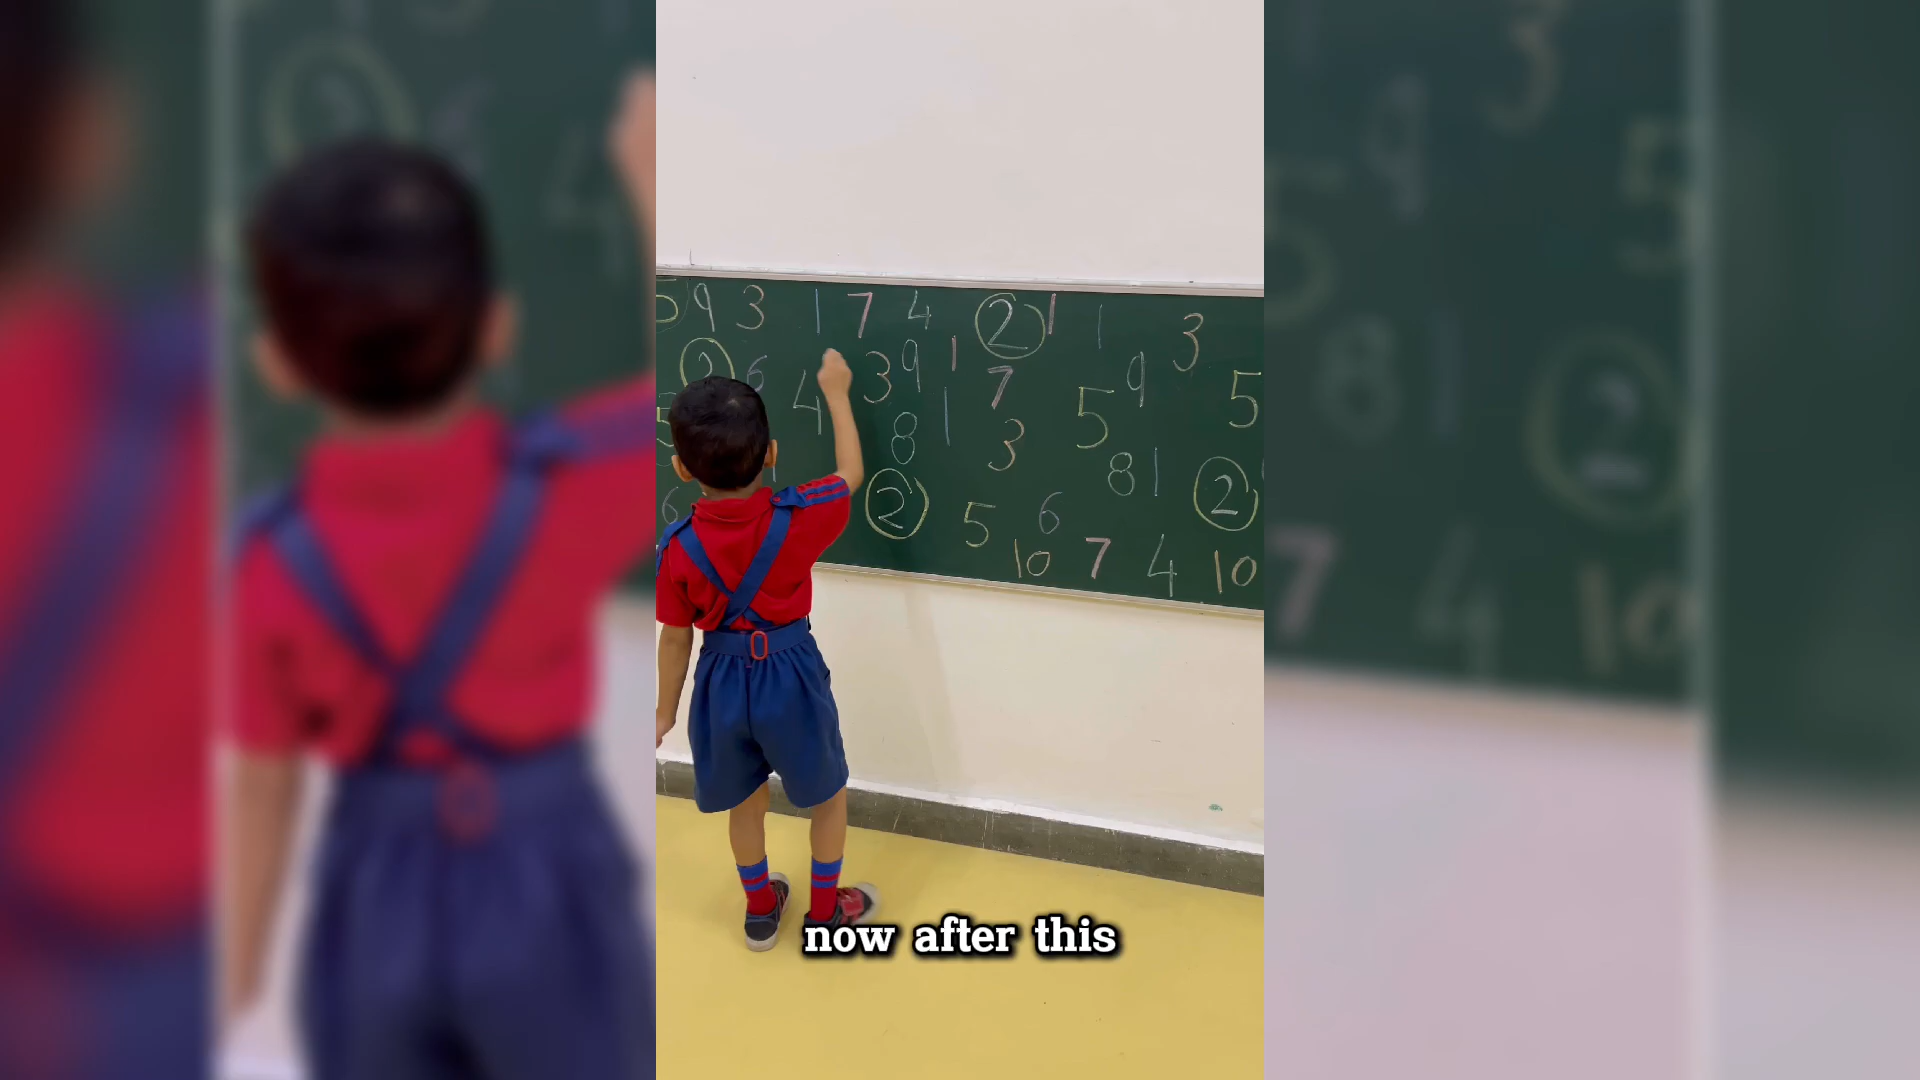 5 9 3 1 7 4 2 1 1 3
2 6 4 3 9 1 7 9 5
8 1 3 5
6 2 5 6 8 1 2
10 7 4 10
now after this